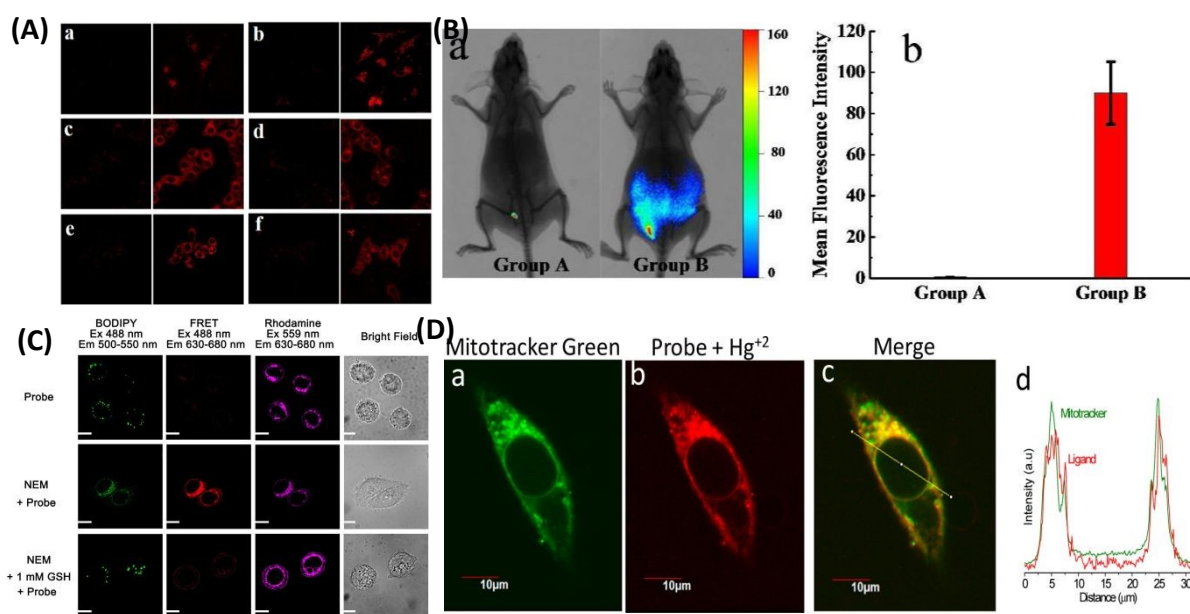 (A)
a
b
c
d
e
f
(B)
a
160
120
80
40
0
Group A
Group B
b
Mean Fluorescence Intensity
120
100
80
60
40
20
0
Group A
Group B
(C)
BODIPY
Ex 488 nm
Em 500-550 nm
FRET
Ex 488 nm
Em 630-680 nm
Rhodamine
Ex 559 nm
Em 630-680 nm
Bright Field
Probe
NEM
+ Probe
NEM
+ 1 mM GSH
+ Probe
(D)
Mitotracker Green
Probe + Hg⁺²
Merge
a
10µm
b
10µm
c
10µm
d
Mitotracker
Ligand
Intensity (a.u)
0
5
10
15
20
25
30
Distance (µm)